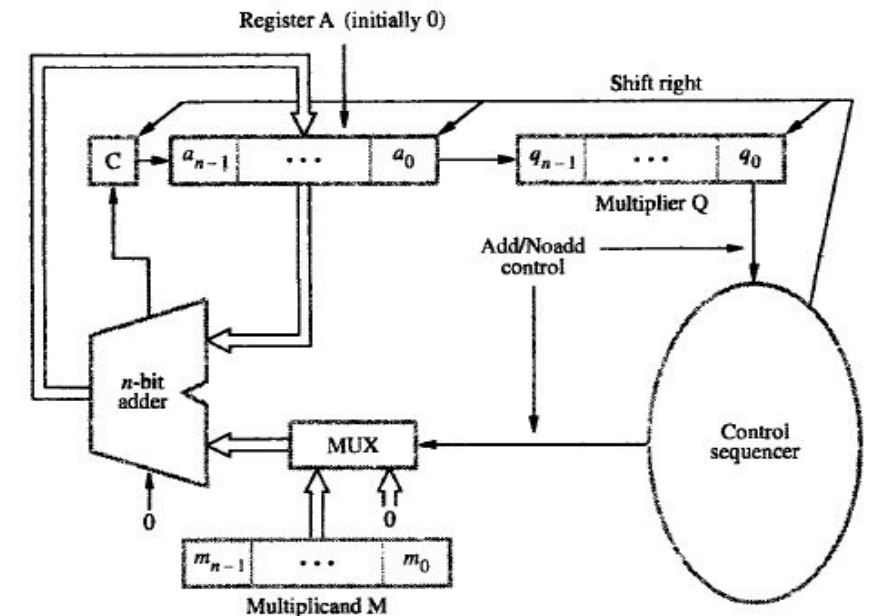 Register A (initially 0)
Shift right
C
a_{n-1} ... a_0
q_{n-1} ... q_0
Multiplier Q
Add/Noadd
control
n-bit
adder
MUX
Control
sequencer
0
0
m_{n-1} ... m_0
Multiplicand M